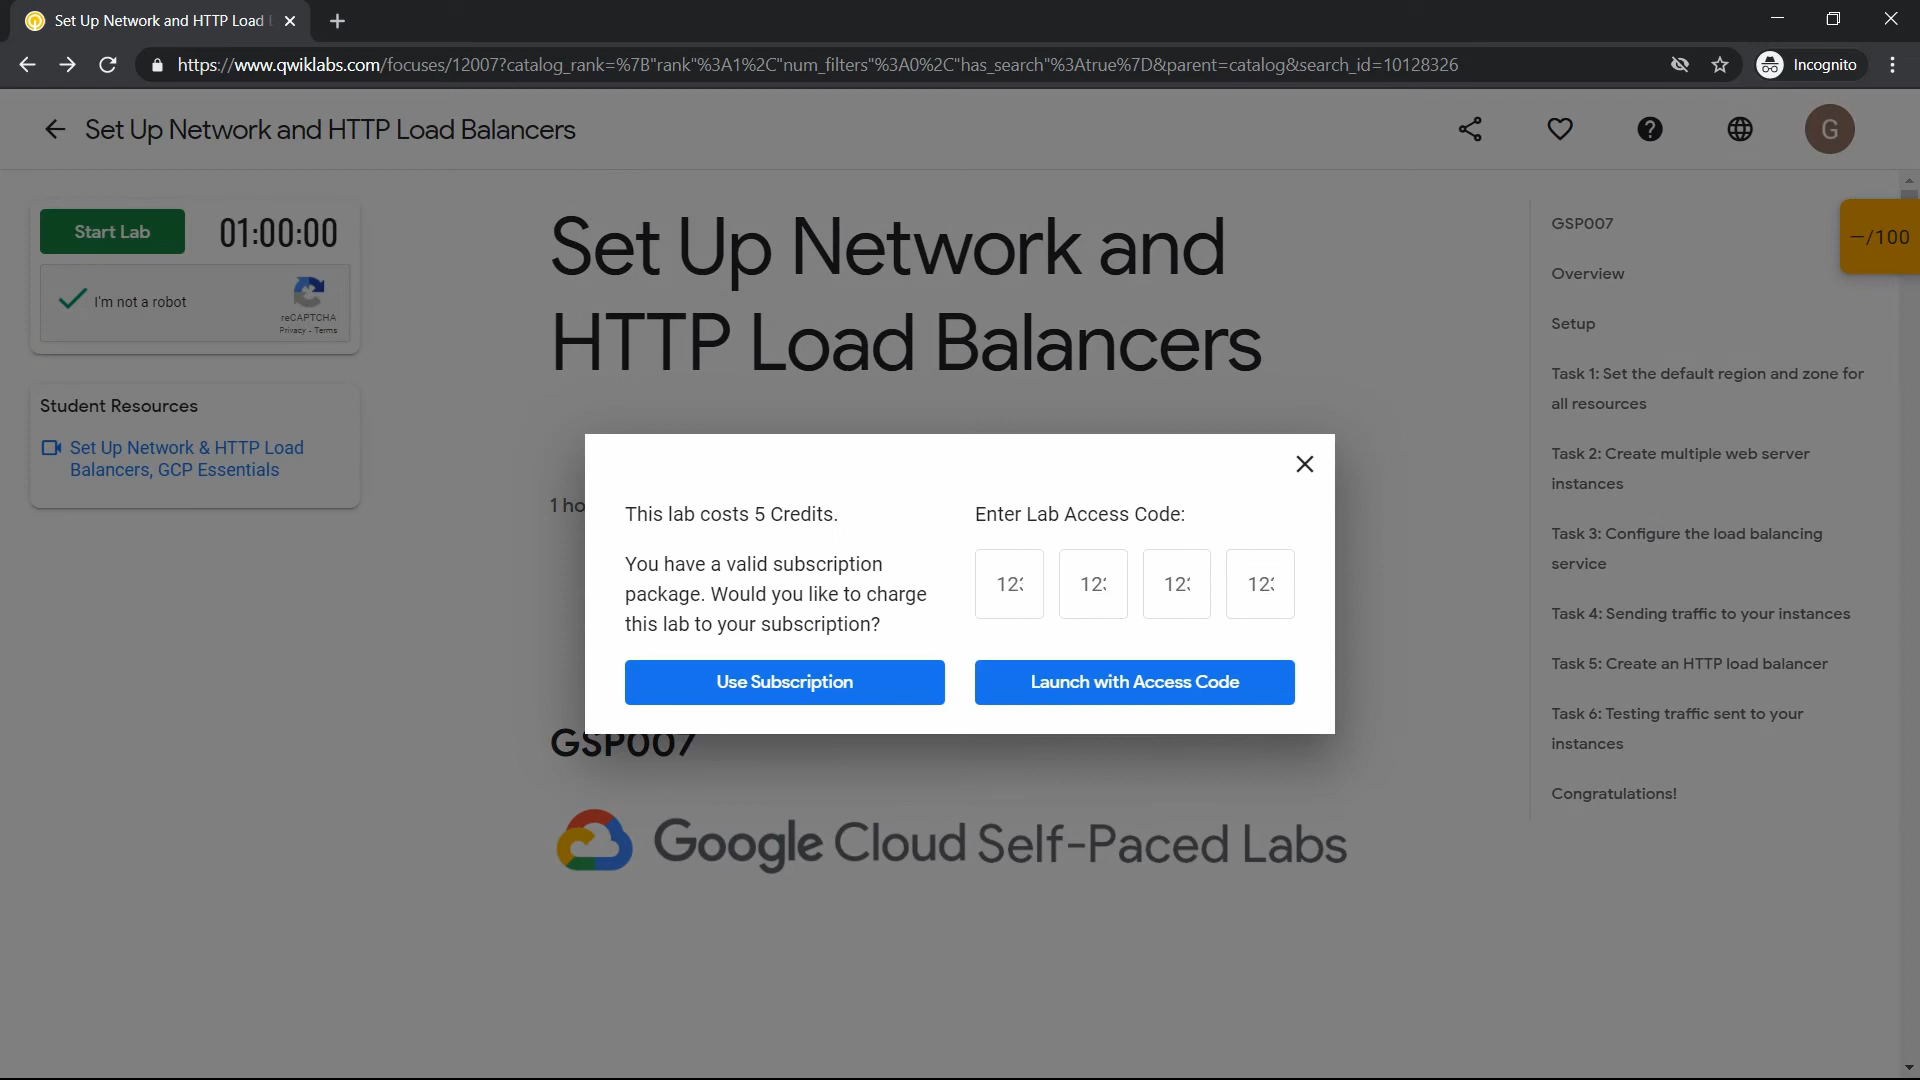 Set Up Network and HTTP Load
https://www.qwiklabs.com/focuses/12007?catalog_rank=%7B"rank"%3A1%2C"num_filters"%3A0%2C"has_search"%3Atrue%7D&parent=catalog&search_id=10128326
Incognito
Set Up Network and HTTP Load Balancers
G
Start Lab
01:00:00
I'm not a robot
reCAPTCHA
Privacy - Terms
Student Resources
Set Up Network & HTTP Load
Balancers, GCP Essentials
Set Up Network and
HTTP Load Balancers
1 ho
This lab costs 5 Credits.
You have a valid subscription
package. Would you like to charge
this lab to your subscription?
Use Subscription
Enter Lab Access Code:
Launch with Access Code
GSP007
Google Cloud Self-Paced Labs
GSP007
Overview
Setup
Task 1: Set the default region and zone for
all resources
Task 2: Create multiple web server
instances
Task 3: Configure the load balancing
service
Task 4: Sending traffic to your instances
Task 5: Create an HTTP load balancer
Task 6: Testing traffic sent to your
instances
Congratulations!
—/100